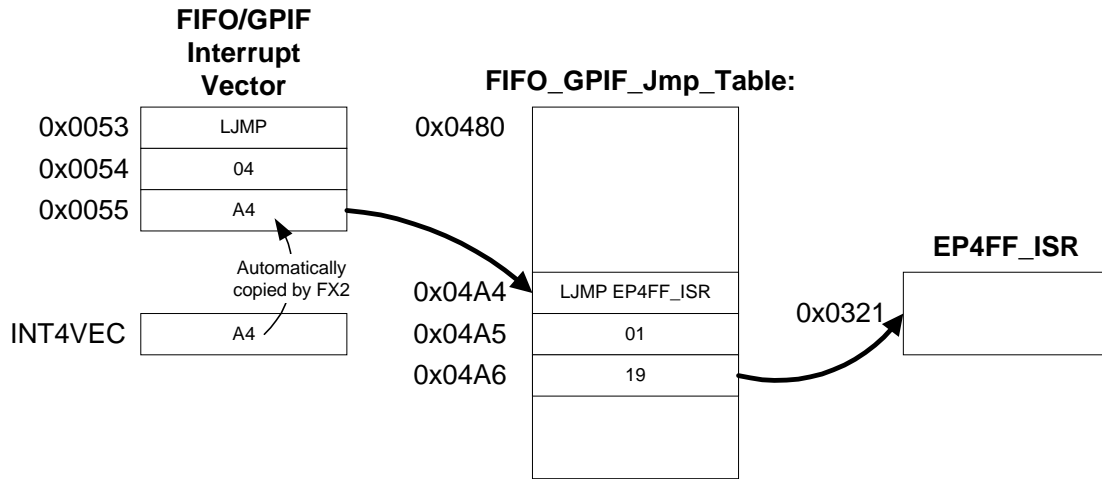 FIFO/GPIF
Interrupt
Vector
FIFO_GPIF_Jmp_Table:
0x0053
LJMP
0x0480
0x0054
04
0x0055
A4
EP4FF_ISR
Automatically
copied by FX2
0x04A4
LJMP EP4FF_ISR
0x0321
INT4VEC
A4
0x04A5
01
0x04A6
19